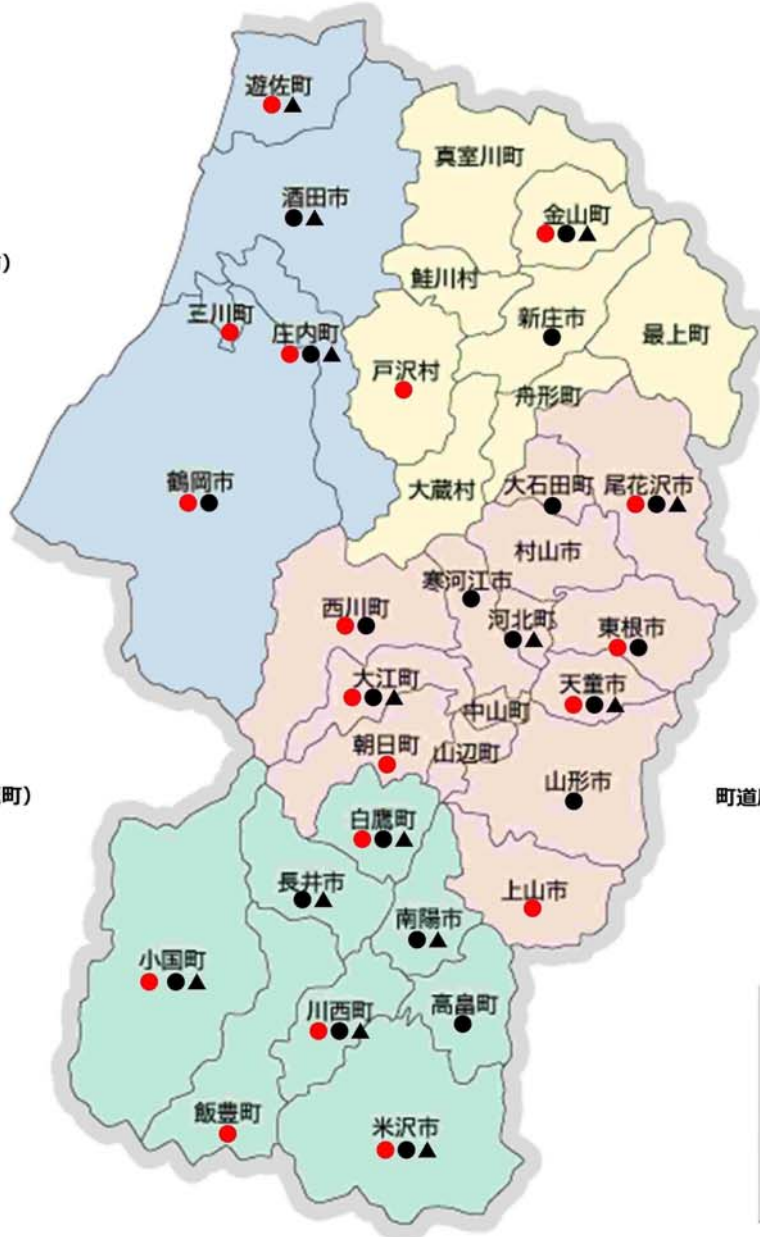 遊佐町
真室川町
酒田市
金山町
)
鮭川村
三川町
庄内町
新庄市
最上町
戸沢村
舟形町
鶴岡市
大蔵村
大石田町
尾花沢市
村山市
寒河江市
西川町
河北町
東根市
大江町
天童市
中山町
朝日町
山辺町
山形市
町)
町道
白鷹町
長井市
上山市
南陽市
小国町
川西町
高畠町
飯豊町
米沢市